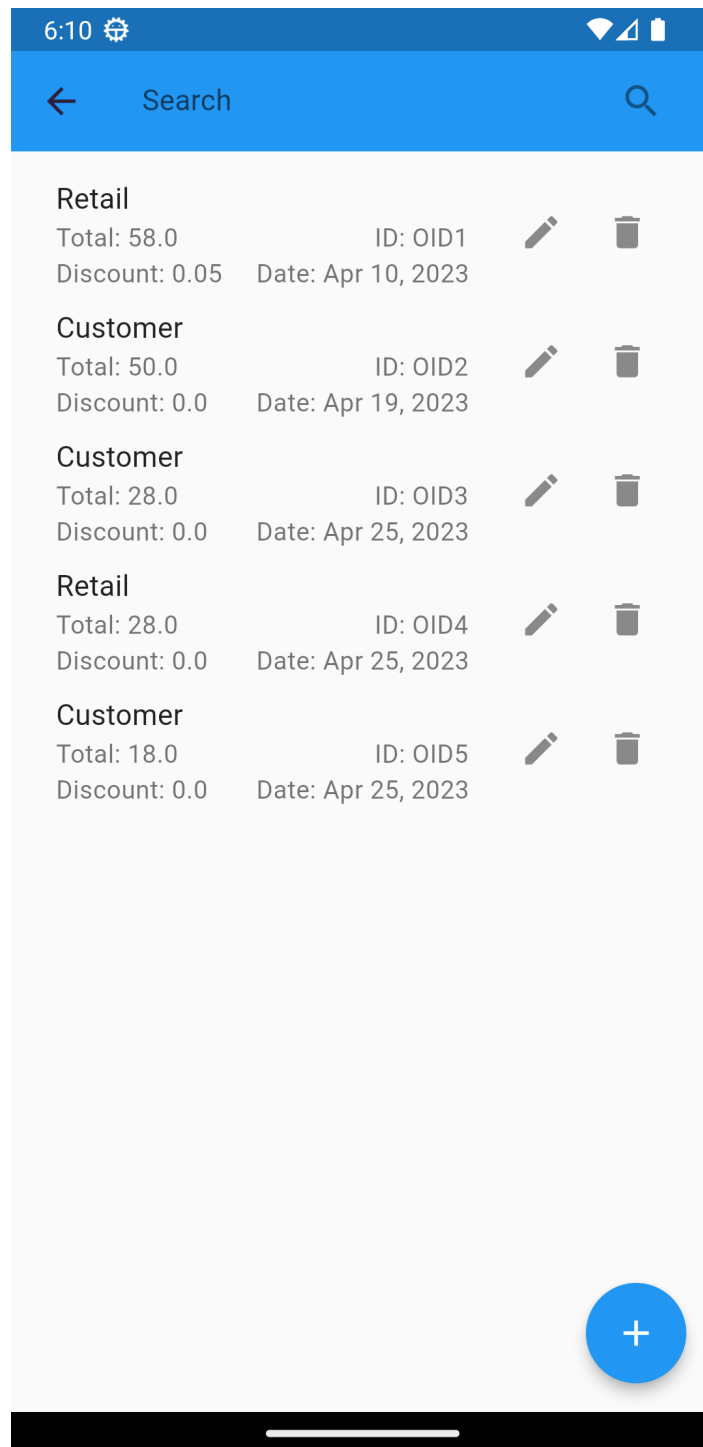 6:10
Search
Retail
Total: 58.0 ID: OID1
Discount: 0.05 Date: Apr 10, 2023
Customer
Total: 50.0 ID: OID2
Discount: 0.0 Date: Apr 19, 2023
Customer
Total: 28.0 ID: OID3
Discount: 0.0 Date: Apr 25, 2023
Retail
Total: 28.0 ID: OID4
Discount: 0.0 Date: Apr 25, 2023
Customer
Total: 18.0 ID: OID5
Discount: 0.0 Date: Apr 25, 2023